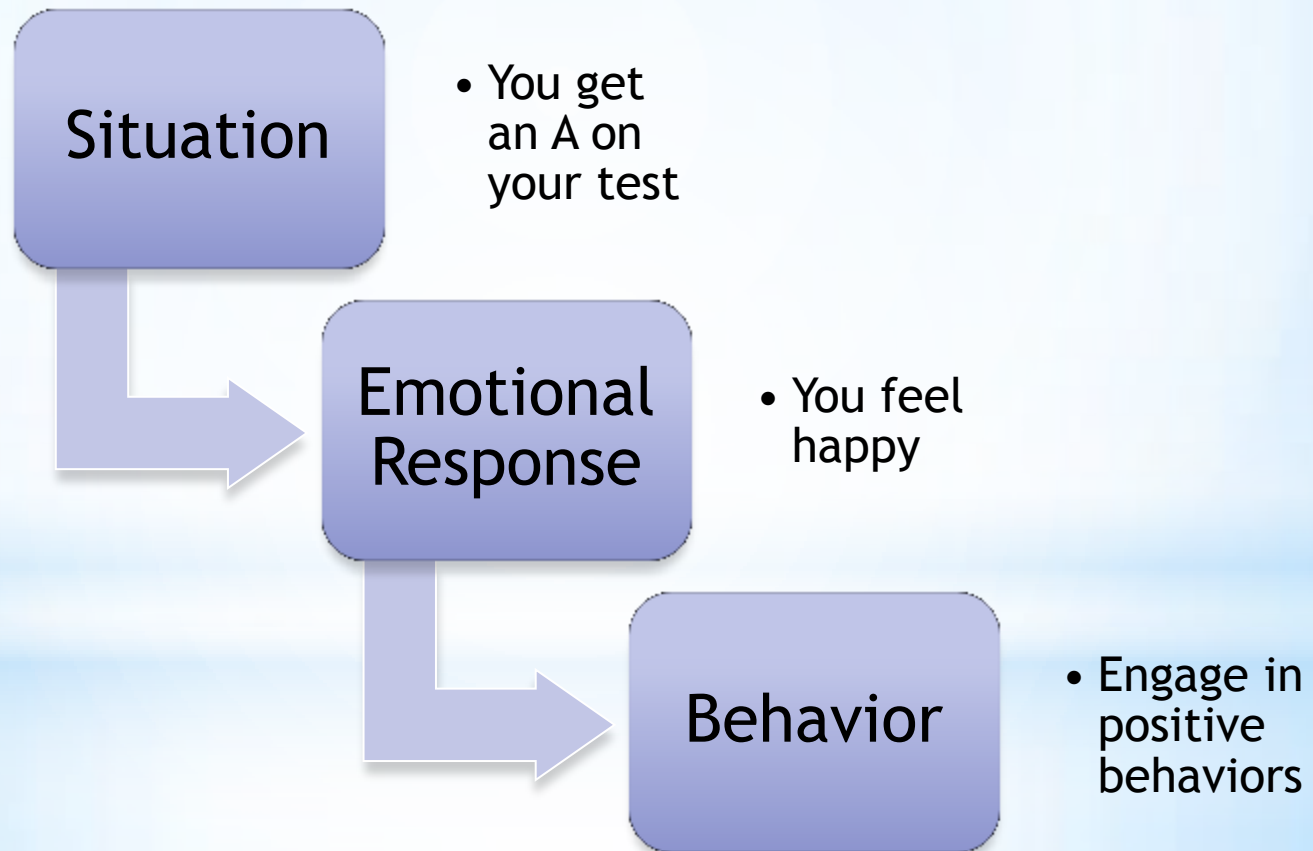 Situation
• You get
an A on
your test
Emotional
Response
• You feel
happy
Behavior
• Engage in
positive
behaviors